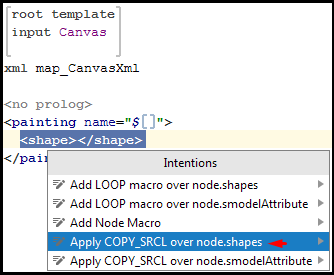 root template
input Canvas
xml map_CanvasXml
<no prolog>
<painting name="$[]">
<shape></shape>
</pain
Intentions
Add LOOP macro over node.shapes
Add LOOP macro over node.smodelAttribute
Add Node Macro
Apply COPY_SRCL over node.shapes
Apply COPY_SRCL over node.smodelAttribute